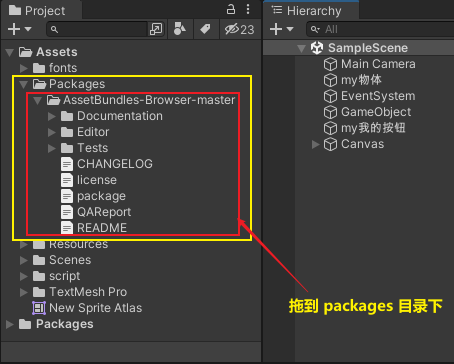 Project
Hierarchy
23
All
Assets
fonts
Packages
AssetBundles-Browser-master
Documentation
Editor
Tests
CHANGELOG
license
package
QAReport
README
Resources
Scenes
script
TextMesh Pro
New Sprite Atlas
Packages
SampleScene
Main Camera
my物体
EventSystem
GameObject
my我的按钮
Canvas
拖到 packages 目录下